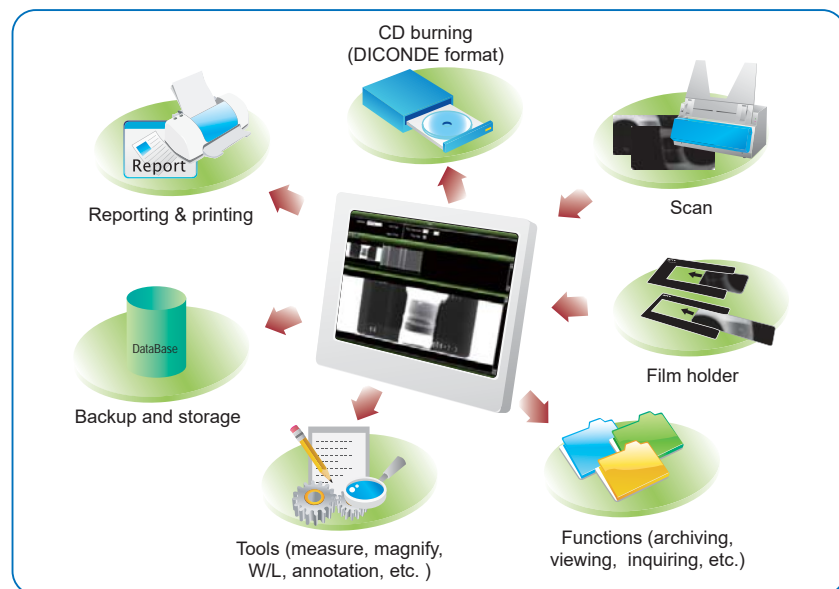 CD burning
(DICONDE format)
Report
Reporting & printing
Scan
DataBase
Backup and storage
Film holder
Tools (measure, magnify,
W/L, annotation, etc. )
Functions (archiving,
viewing, inquiring, etc.)